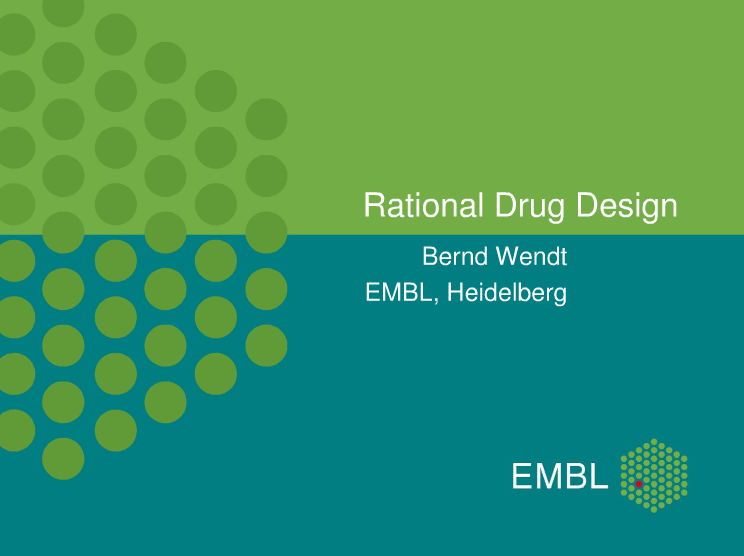 Rational Drug Design
Bernd Wendt
EMBL, Heidelberg
EMBL